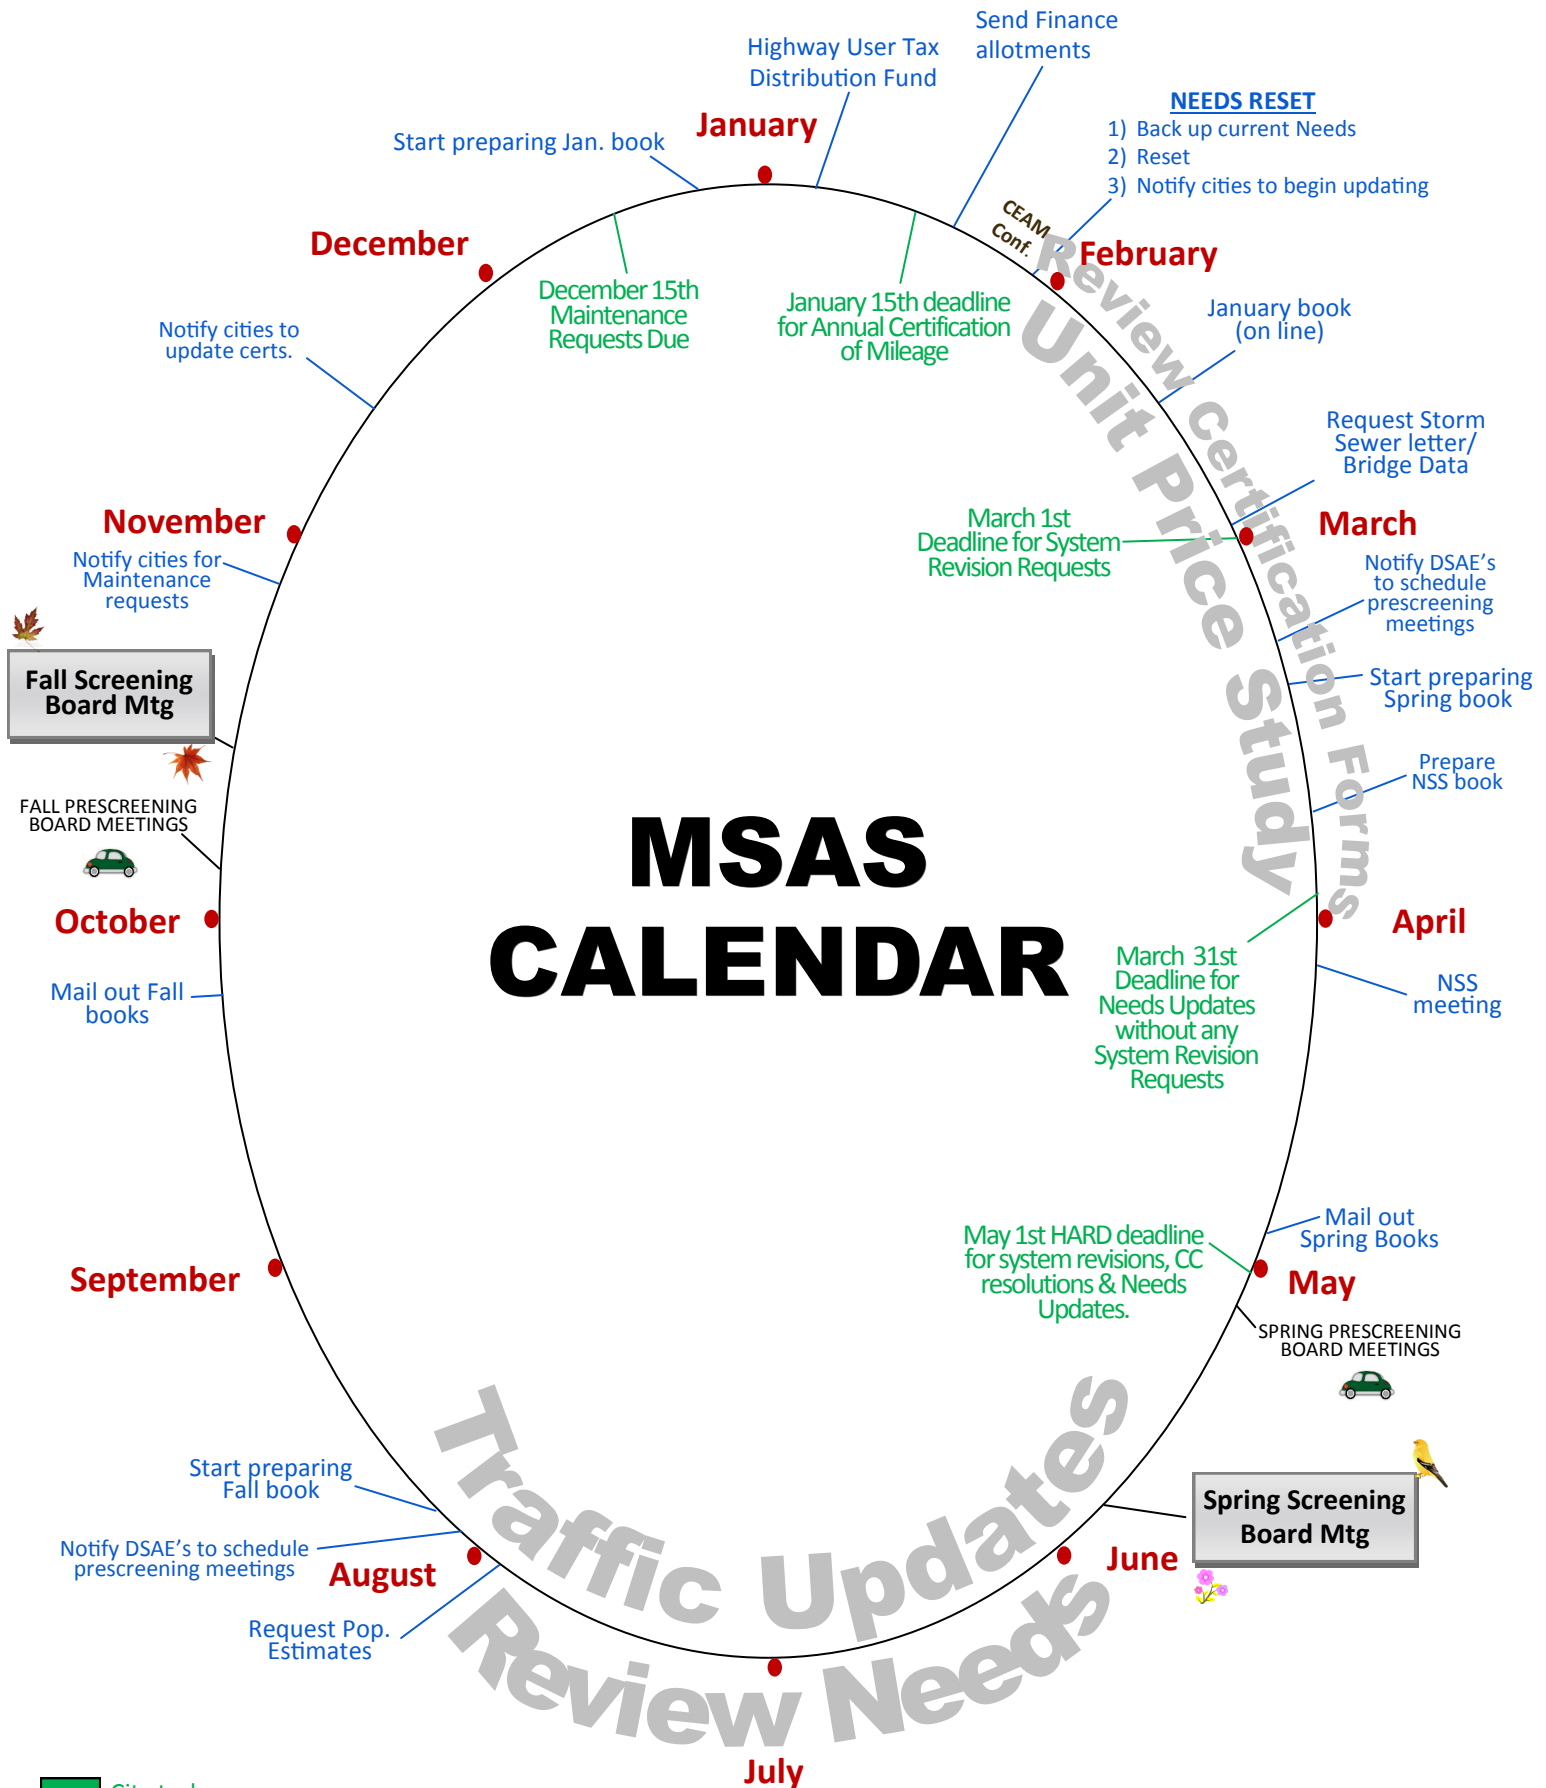 Send Finance
allotments
Highway User Tax
Distribution Fund
NEEDS RESET
1) Back up current Needs
2) Reset
3) Notify cities to begin updating
January
Start preparing Jan. book
CEAM
Conf.
February
December
Review Certification Forms
Unit Price Study
December 15th
Maintenance
Requests Due
January 15th deadline
for Annual Certification
of Mileage
January book
(on line)
Notify cities to
update certs.
Request Storm
Sewer letter/
Bridge Data
November
March 1st
Deadline for System
Revision Requests
March
Notify cities for
Maintenance
requests
Notify DSAE's
to schedule
prescreening
meetings
Fall Screening
Board Mtg
Start preparing
Spring book
Prepare
NSS book
FALL PRESCREENING
BOARD MEETINGS
MSAS
CALENDAR
October
April
March 31st
Deadline for
Needs Updates
without any
System Revision
Requests
Mail out Fall
books
NSS
meeting
Mail out
Spring Books
May 1st HARD deadline
for system revisions, CC
resolutions & Needs
Updates.
September
May
SPRING PRESCREENING
BOARD MEETINGS
Traffic Updates
Review Needs
Start preparing
Fall book
Spring Screening
Board Mtg
Notify DSAE's to schedule
prescreening meetings
August
June
Request Pop.
Estimates
July